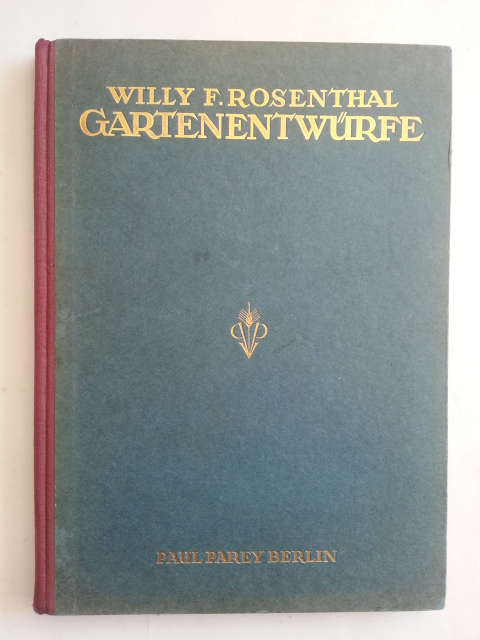 WILLY F. ROSENTHAL
GARTENENTWÜRFE
PAUL PAREY BERLIN